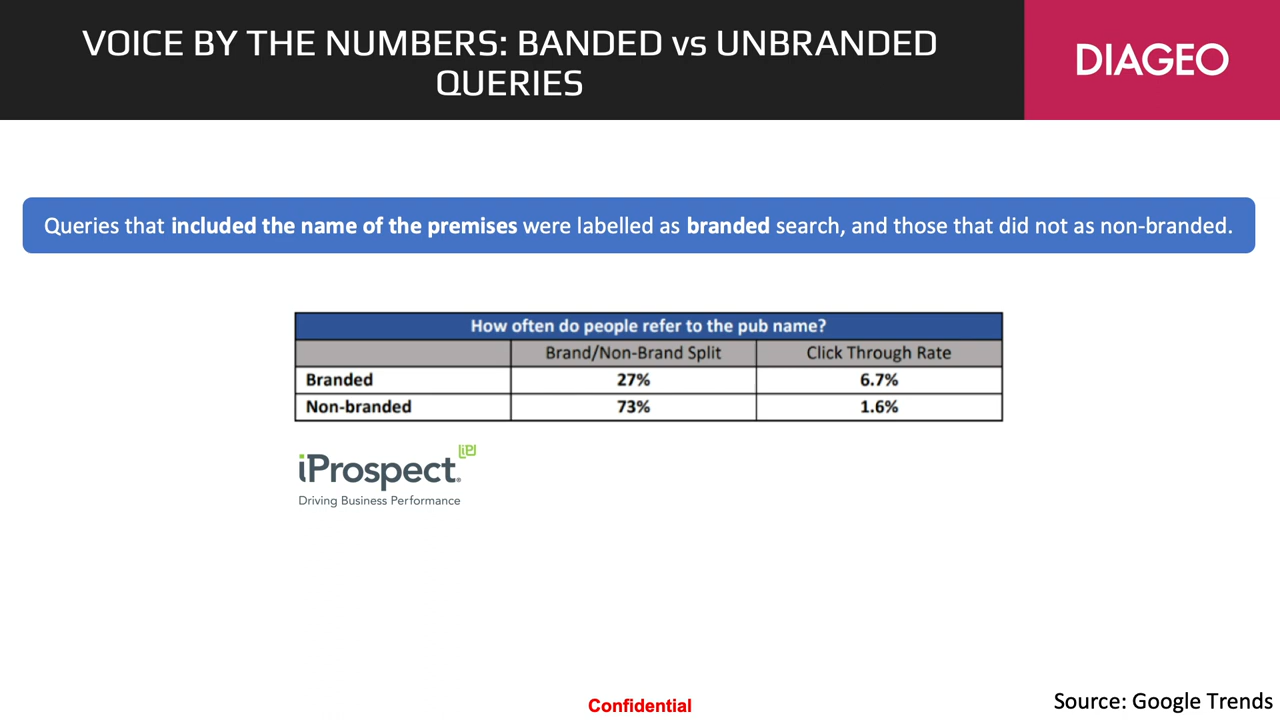 VOICE BY THE NUMBERS: BANDED vs UNBRANDED
QUERIES
DIAGEO
Queries that included the name of the premises were labelled as branded search, and those that did not as non-branded.
How often do people refer to the pub name?
Brand/Non-Brand Split Click Through Rate
Branded 27% 6.7%
Non-branded 73% 1.6%
iProspect. iP
Driving Business Performance
Confidential
Source: Google Trends